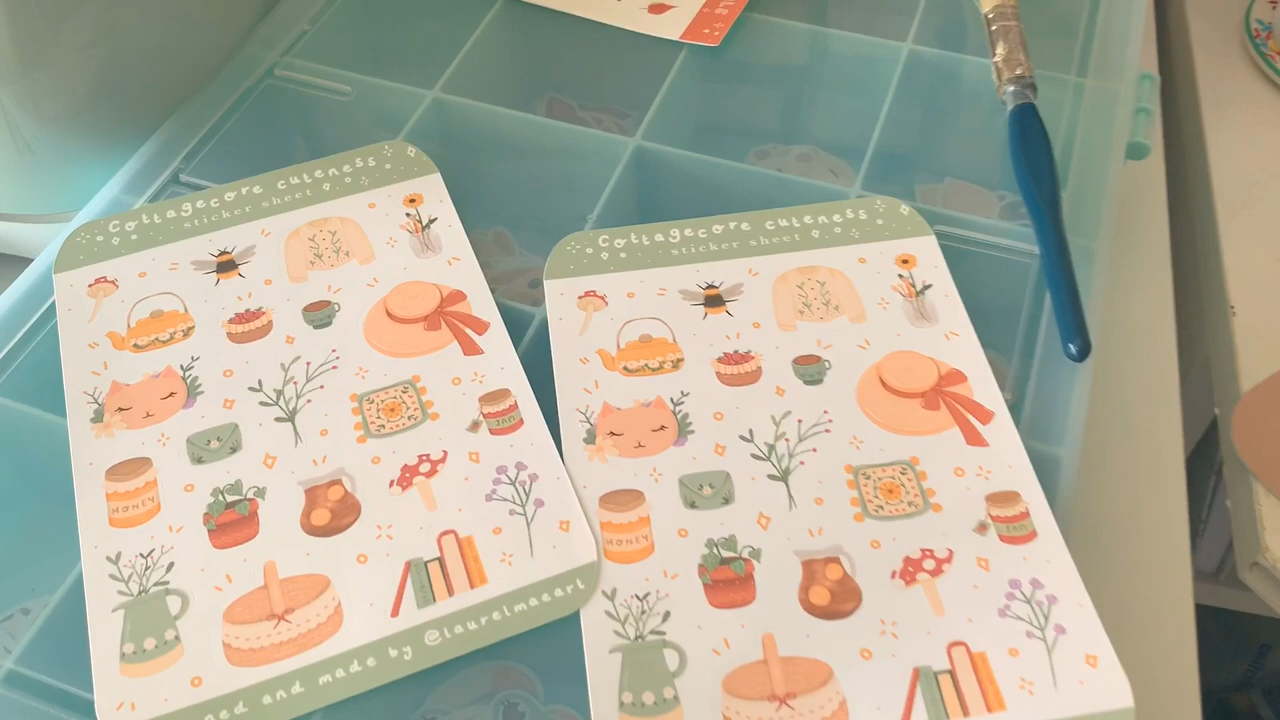 Cottagecore cuteness
sticker sheet
JAM
HONEY
ned and made by @laurelmaeart
Cottagecore cuteness
sticker sheet
JAM
HONEY